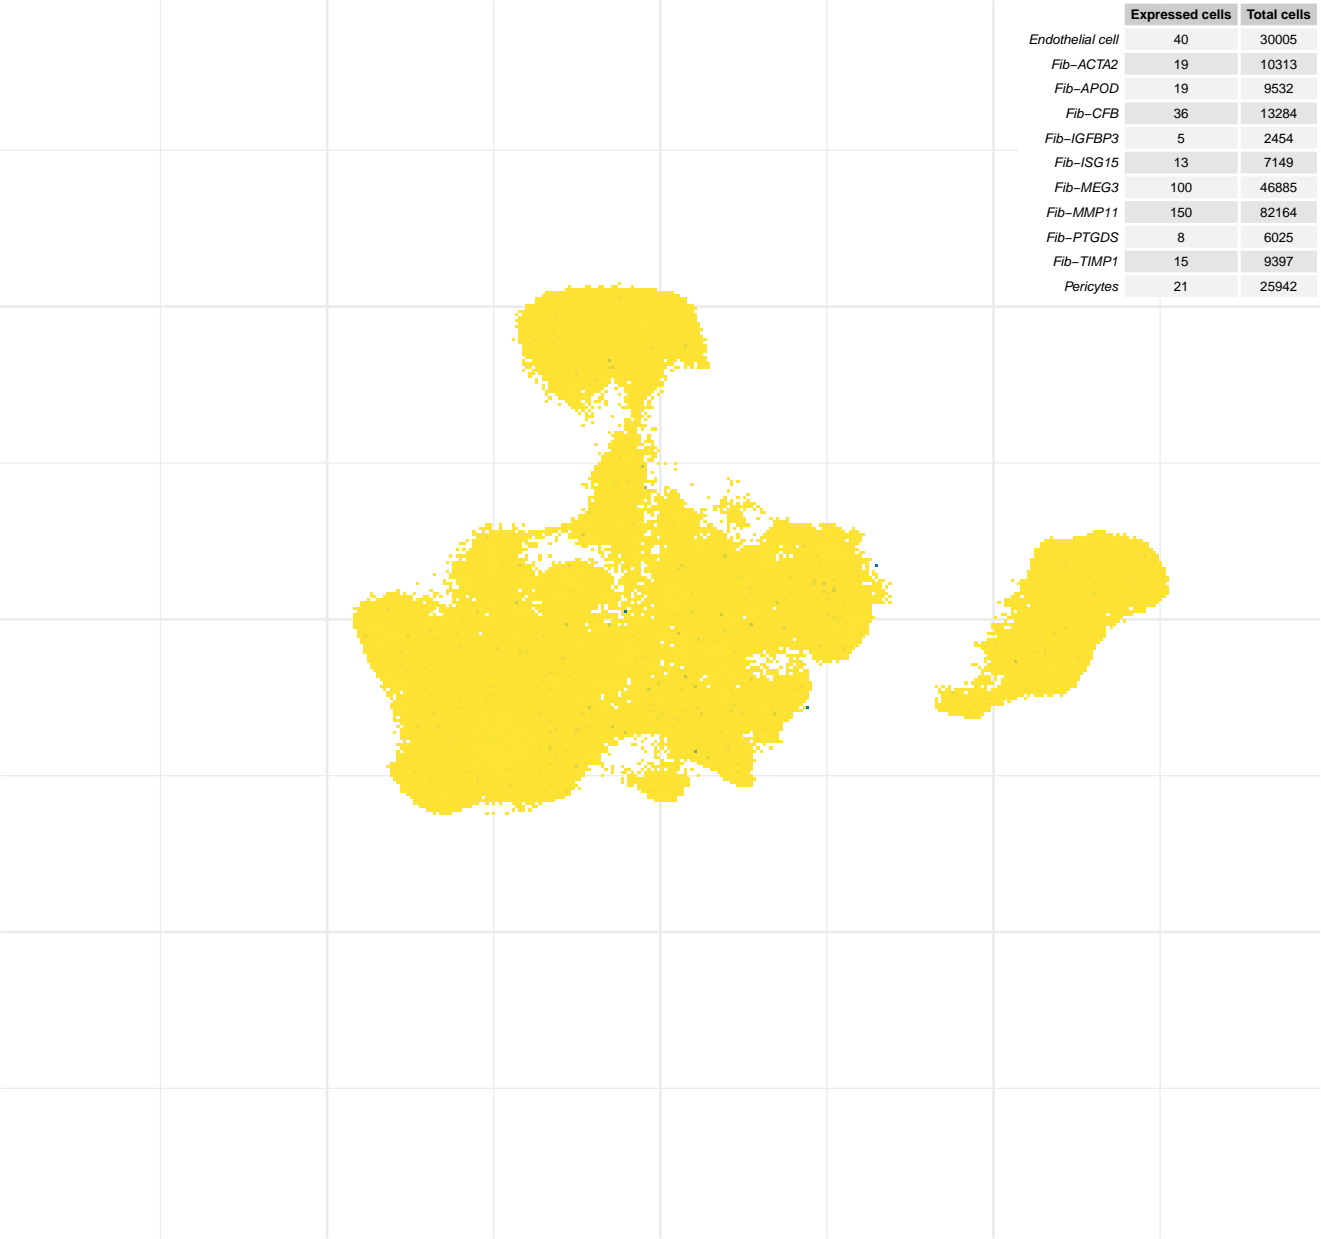 Expressed cells Total cells
Endothelial cell 40 30005
Fib−ACTA2 19 10313
Fib−APOD 19 9532
Fib−CFB 36 13284
Fib−IGFBP3 5 2454
Fib−ISG15 13 7149
Fib−MEG3 100 46885
Fib−MMP11 150 82164
Fib−PTGDS 8 6025
Fib−TIMP1 15 9397
Pericytes 21 25942